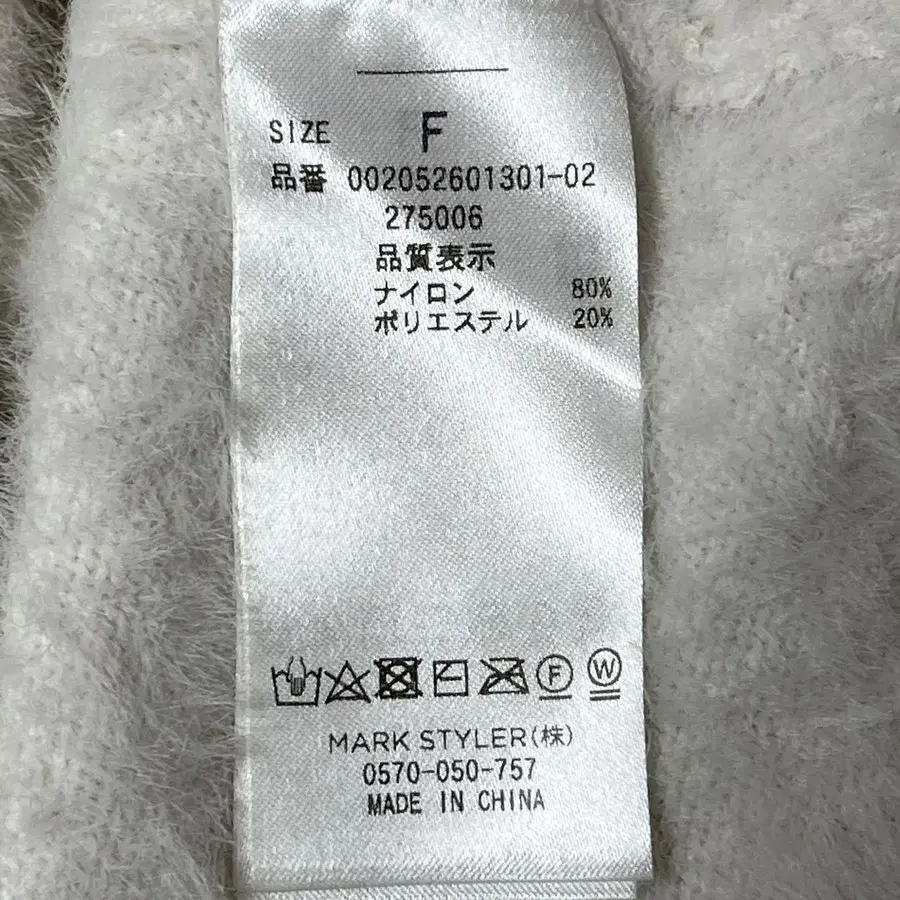 SIZE F
品番 002052601301-02
275006
品質表示
ナイロン 80%
ポリエステル 20%
F W
MARK STYLER(株)
0570-050-757
MADE IN CHINA